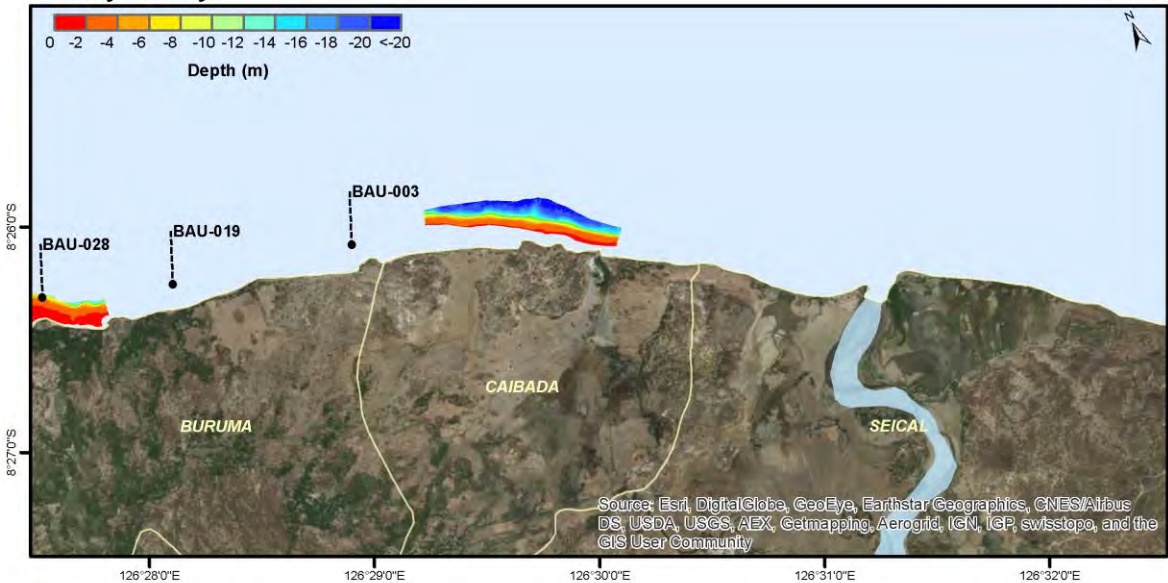 0 -2 -4 -6 -8 -10 -12 -14 -16 -18 -20 <-20
Depth (m)
N
BAU-003
BAU-019
BAU-028
8°26'0"S
CAIBADA
BURUMA
SEICAL
8°27'0"S
Source: Esri, DigitalGlobe, GeoEye, Earthstar Geographics, CNES/Airbus
DS, USDA, USGS, AEX, Getmapping, Aerogrid, IGN, IGP, swisstopo, and the
GIS User Community
126°28'0"E 126°29'0"E 126°30'0"E 126°31'0"E 126°32'0"E